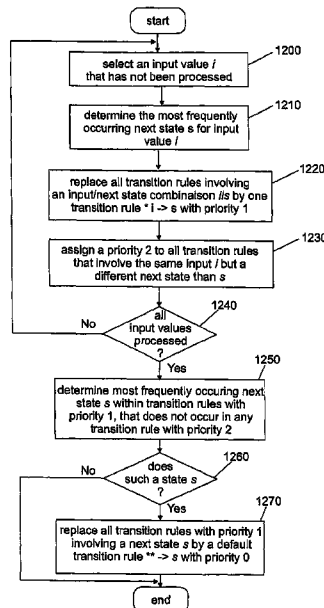 start
1200
select an input value i
that has not been processed
1210
determine the most frequently
occurring next state s for input
value i
1220
replace all transition rules involving
an input/next state combinaison i/s by one
transition rule * i -> s with priority 1
1230
assign a priority 2 to all transition rules
that involve the same input i but a
different next state than s
1240
No
all
input values
processed
?
Yes
1250
determine most frequently occuring next
state s within transition rules with
priority 1, that does not occur in any
transition rule with priority 2
1260
No
does
such a state s
?
Yes
1270
replace all transition rules with priority 1
involving a next state s by a default
transition rule ** -> s with priority 0
end